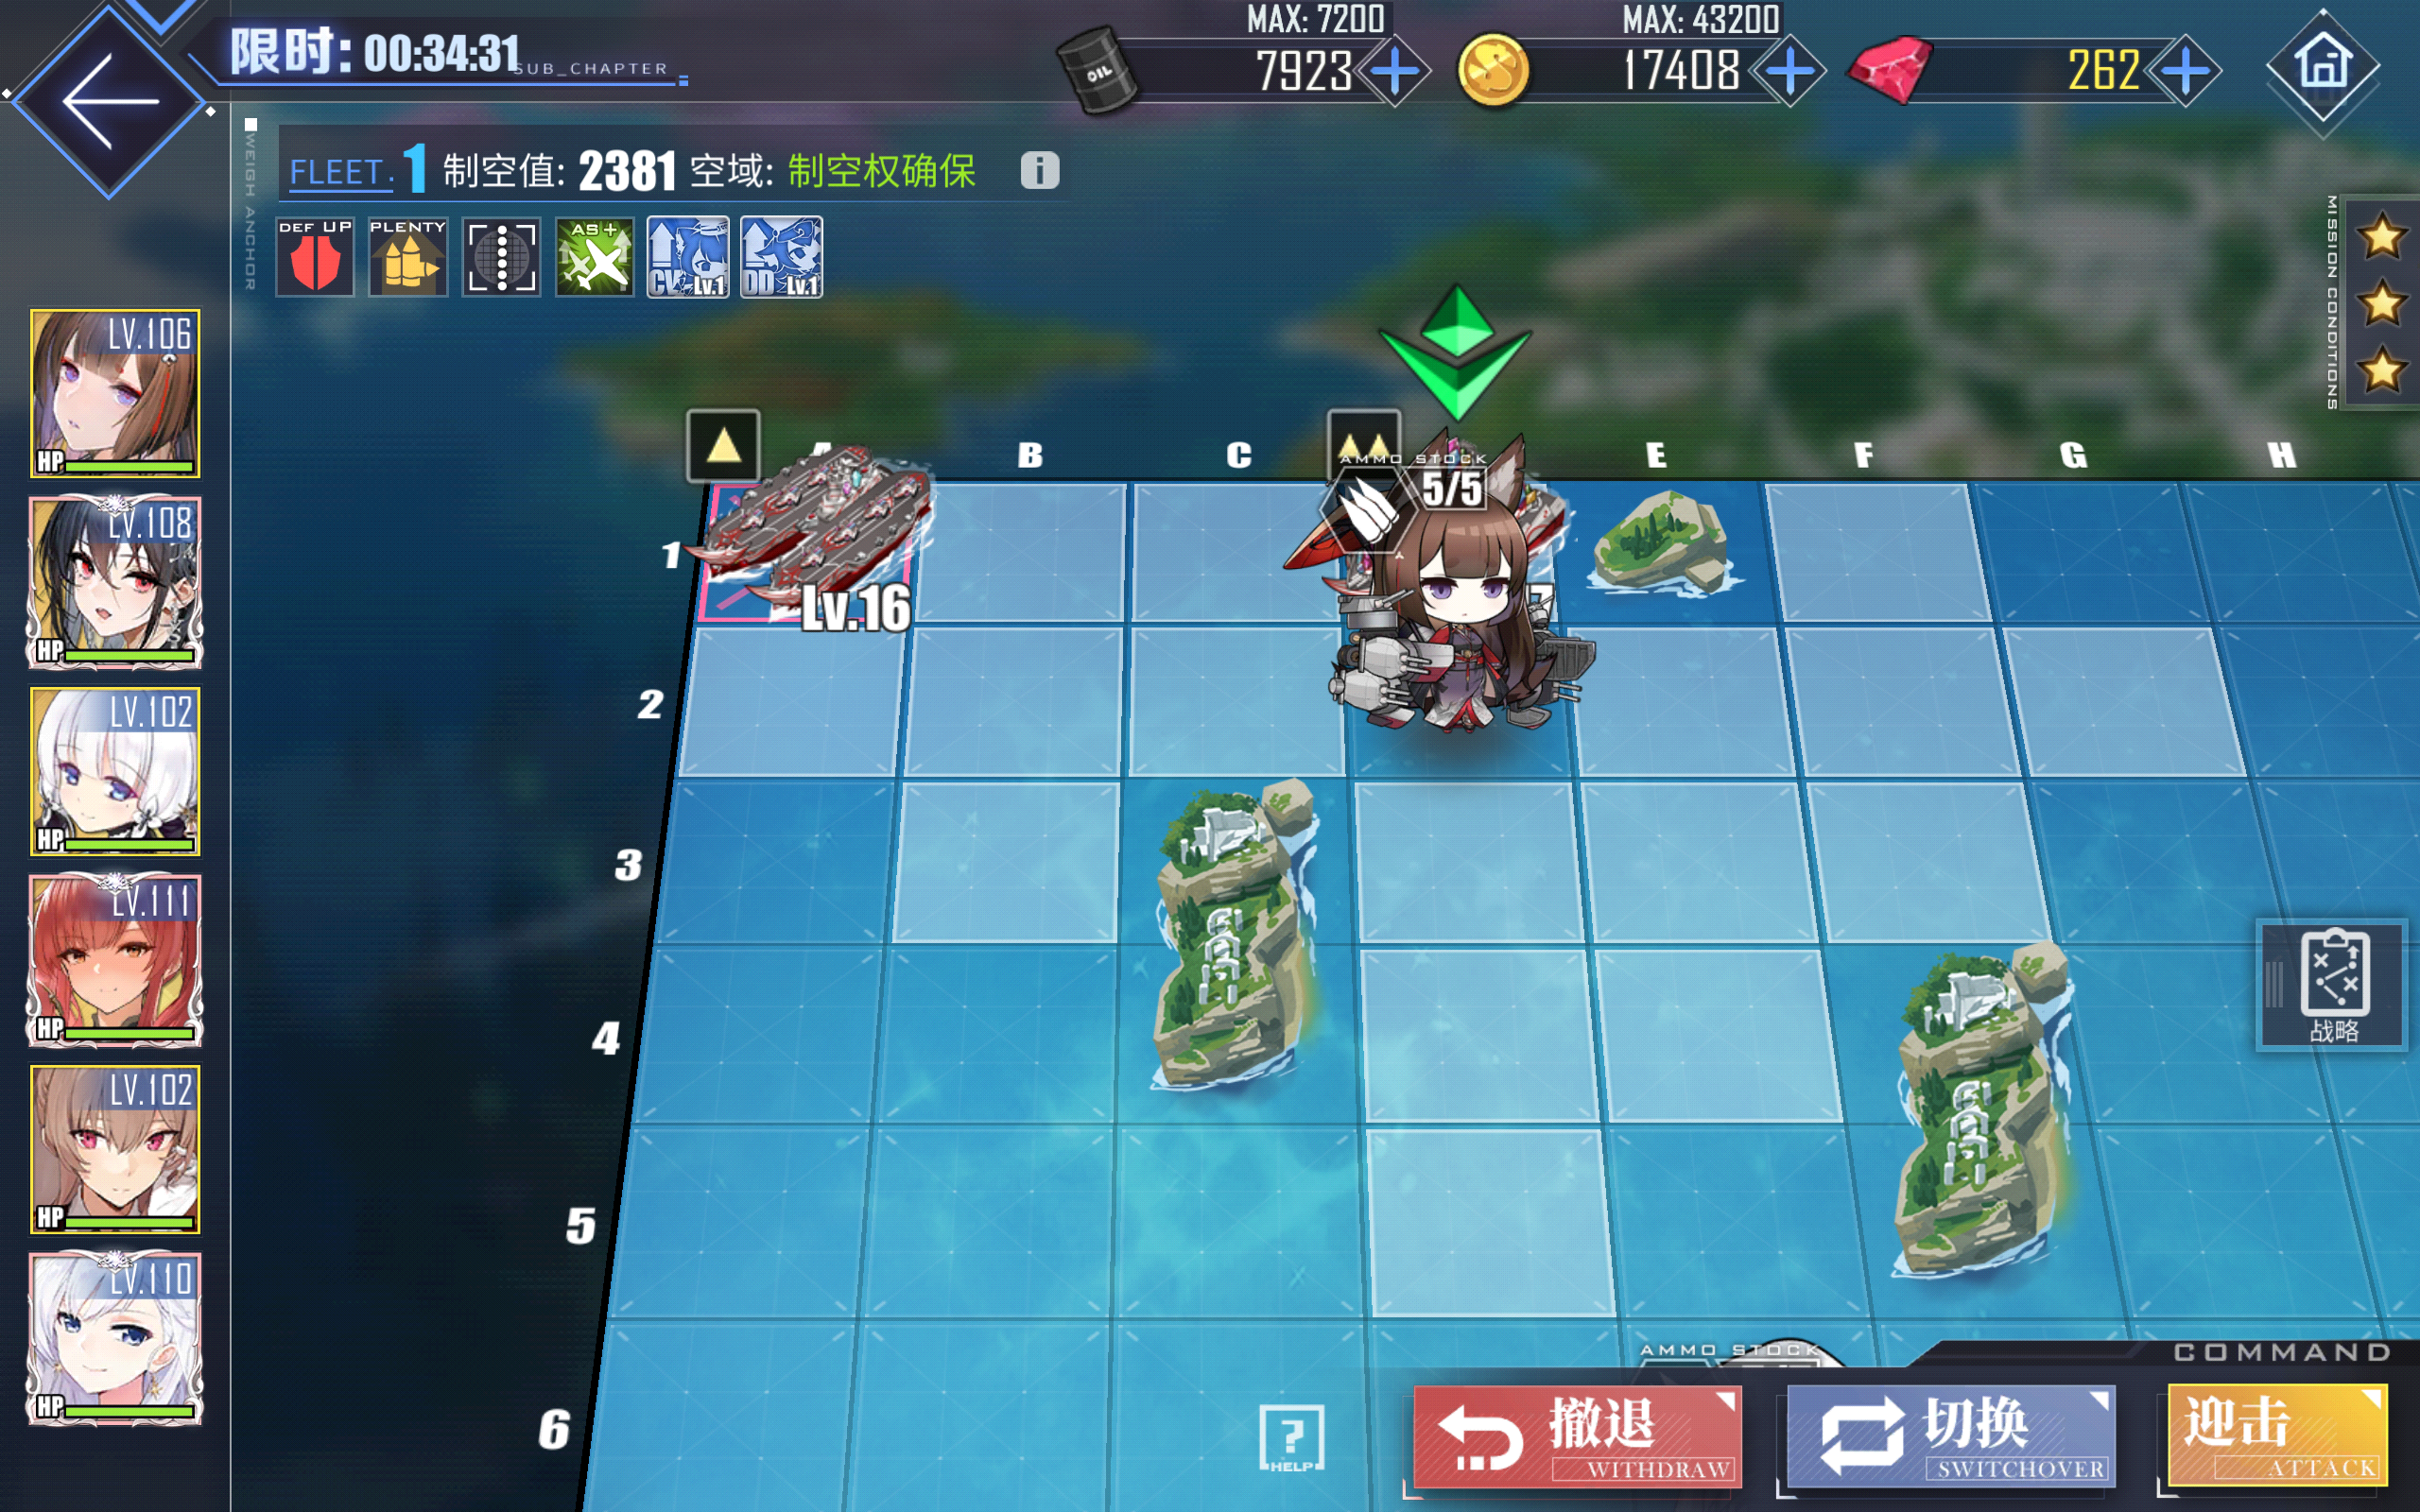 限时: 00:34:31
SUB_CHAPTER
MAX: 7200
OIL
7923
MAX: 43200
17408
262
WEIGH ANCHOR
FLEET. 1 制空值: 2381 空域: 制空权确保 i
DEF UP
PLENTY
AS+
CV Lv.1
DD Lv.1
MISSION CONDITIONS
LV.106
HP
LV.108
HP
LV.102
HP
LV.111
HP
LV.102
HP
LV.110
HP
A
B
C
E
F
G
H
AMMO STOCK
5/5
1
Lv.16
2
3
4
5
6
战略
AMMO STOCK
COMMAND
?
HELP
撤退
WITHDRAW
切换
SWITCHOVER
迎击
ATTACK